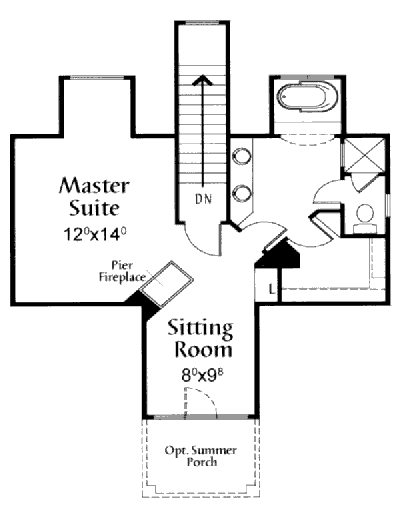 DN
Master
Suite
12⁰x14⁰
Pier
Fireplace
L
Sitting
Room
8⁰x9⁸
Opt. Summer
Porch